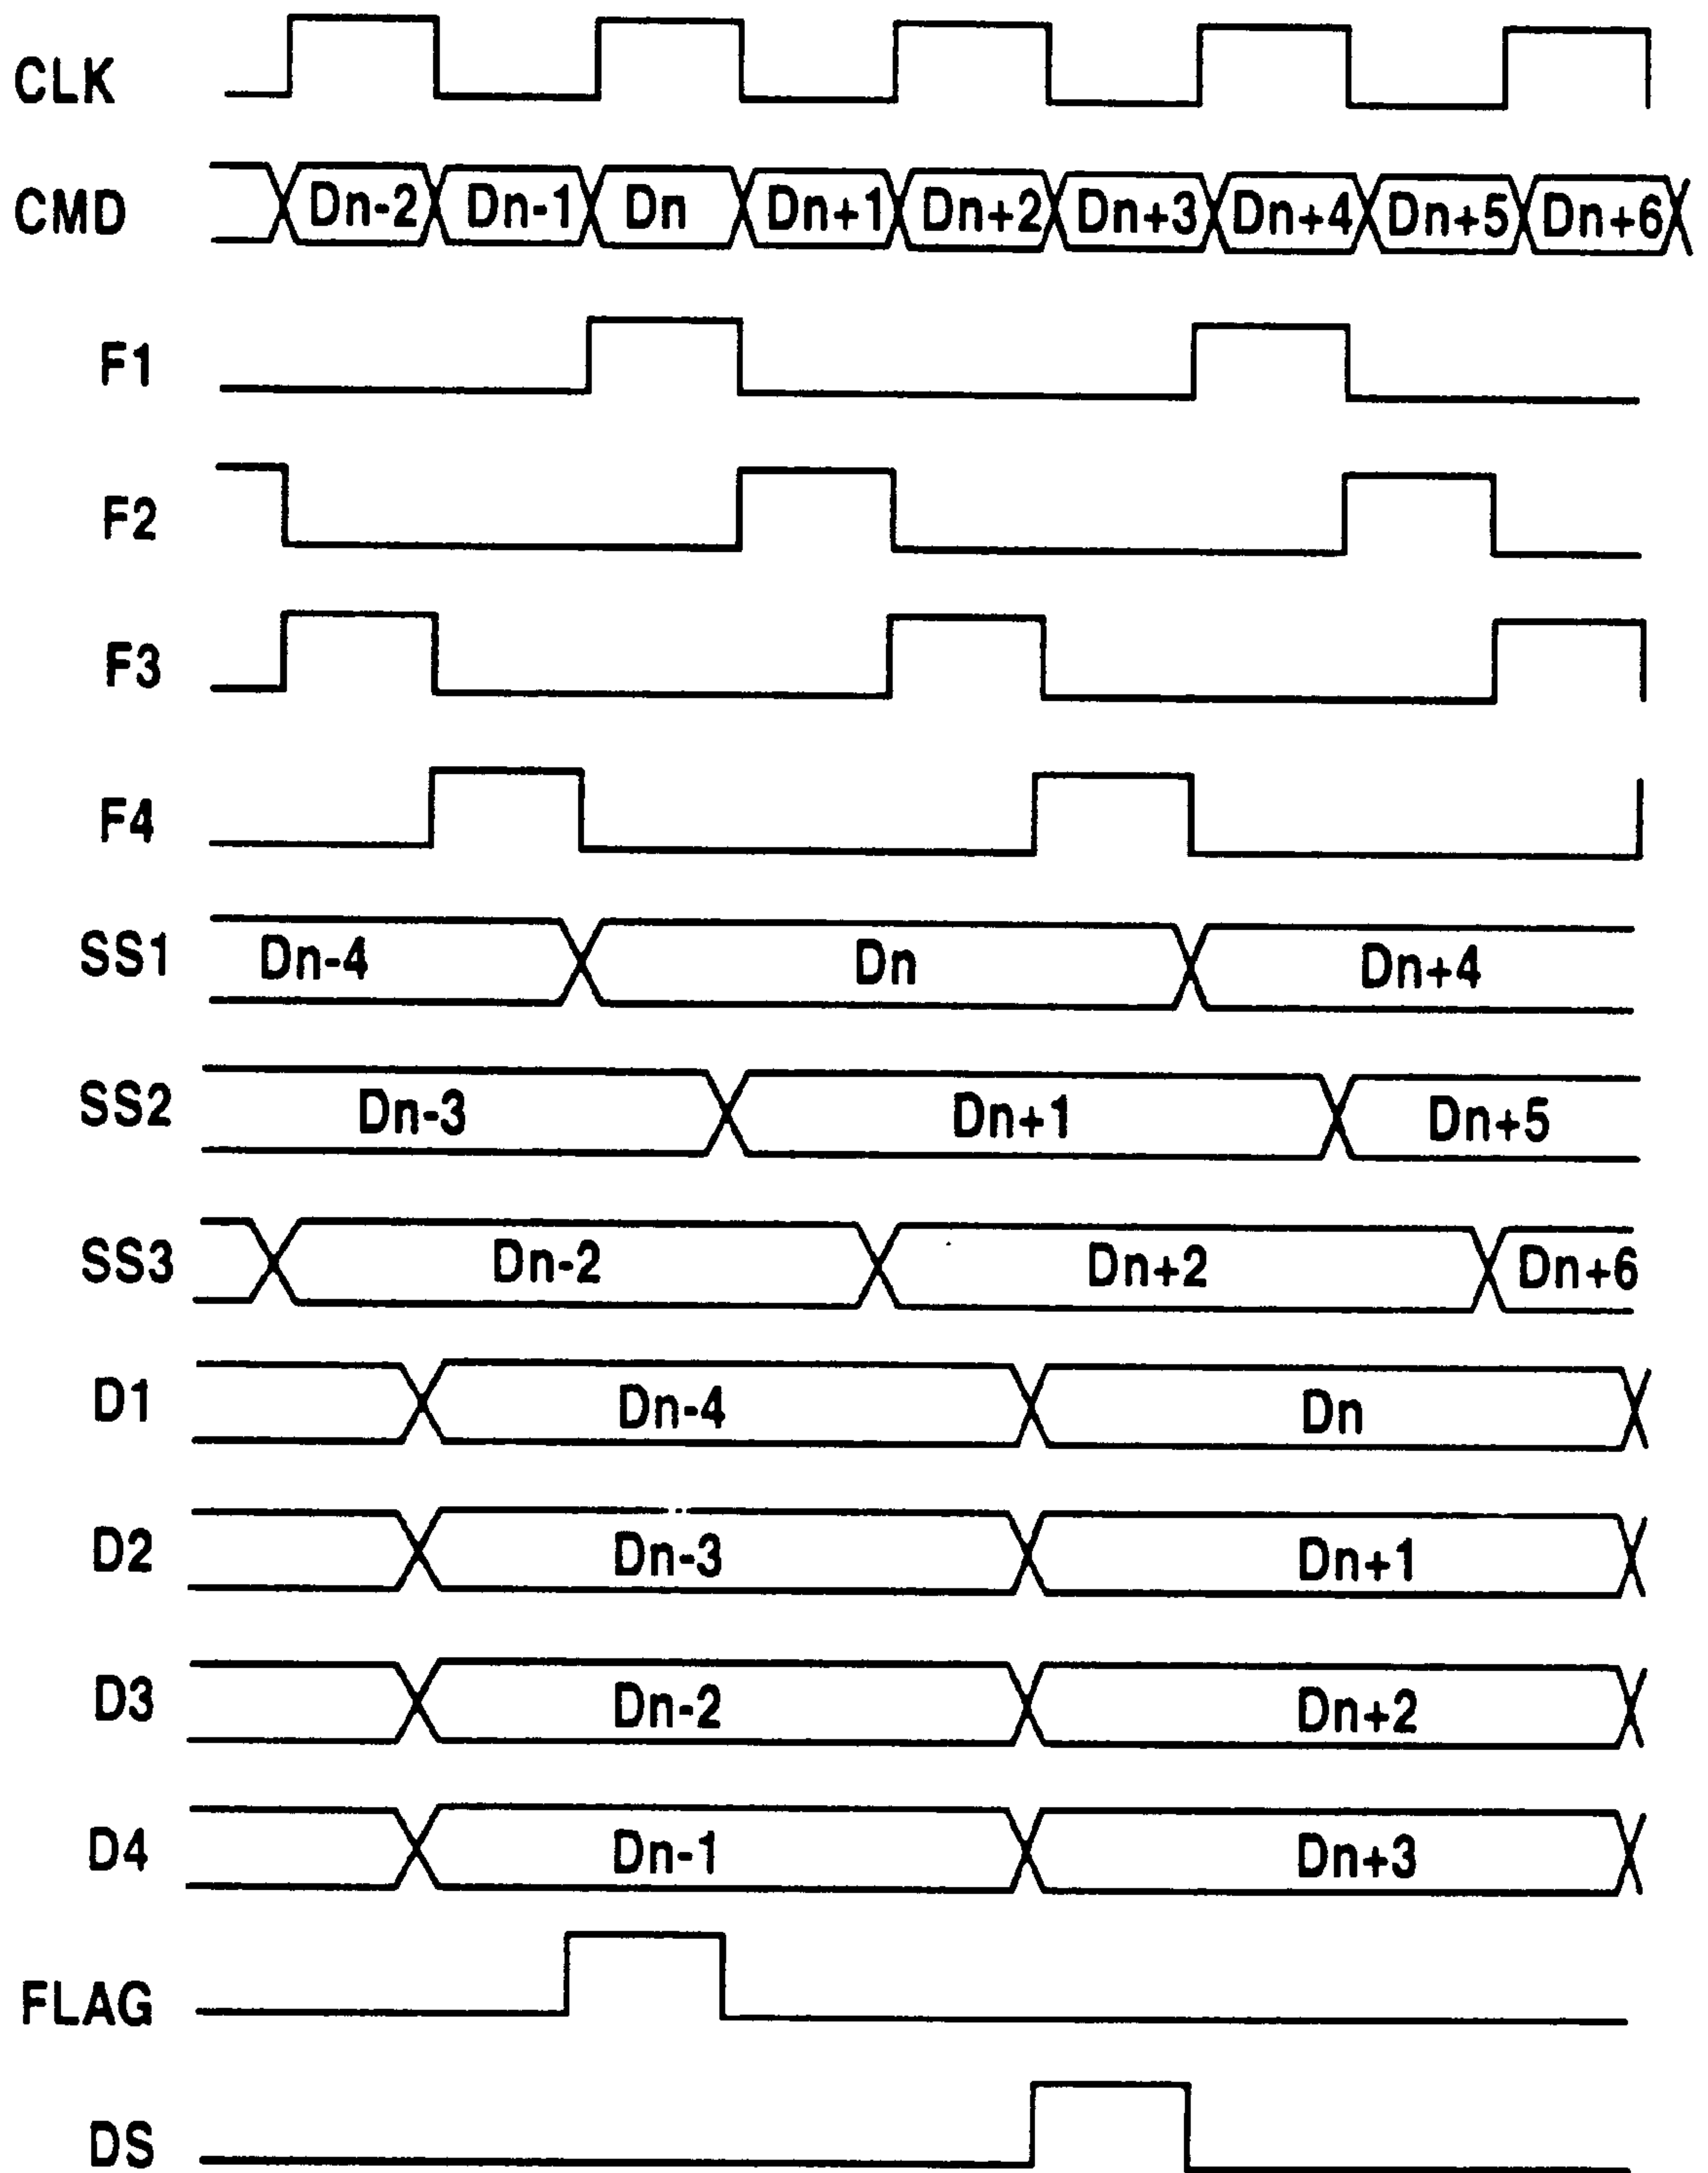 CLK
CMD Dn-2 Dn-1 Dn Dn+1 Dn+2 Dn+3 Dn+4 Dn+5 Dn+6
F1
F2
F3
F4
SS1 Dn-4 Dn Dn+4
SS2 Dn-3 Dn+1 Dn+5
SS3 Dn-2 Dn+2 Dn+6
D1 Dn-4 Dn
D2 Dn-3 Dn+1
D3 Dn-2 Dn+2
D4 Dn-1 Dn+3
FLAG
DS